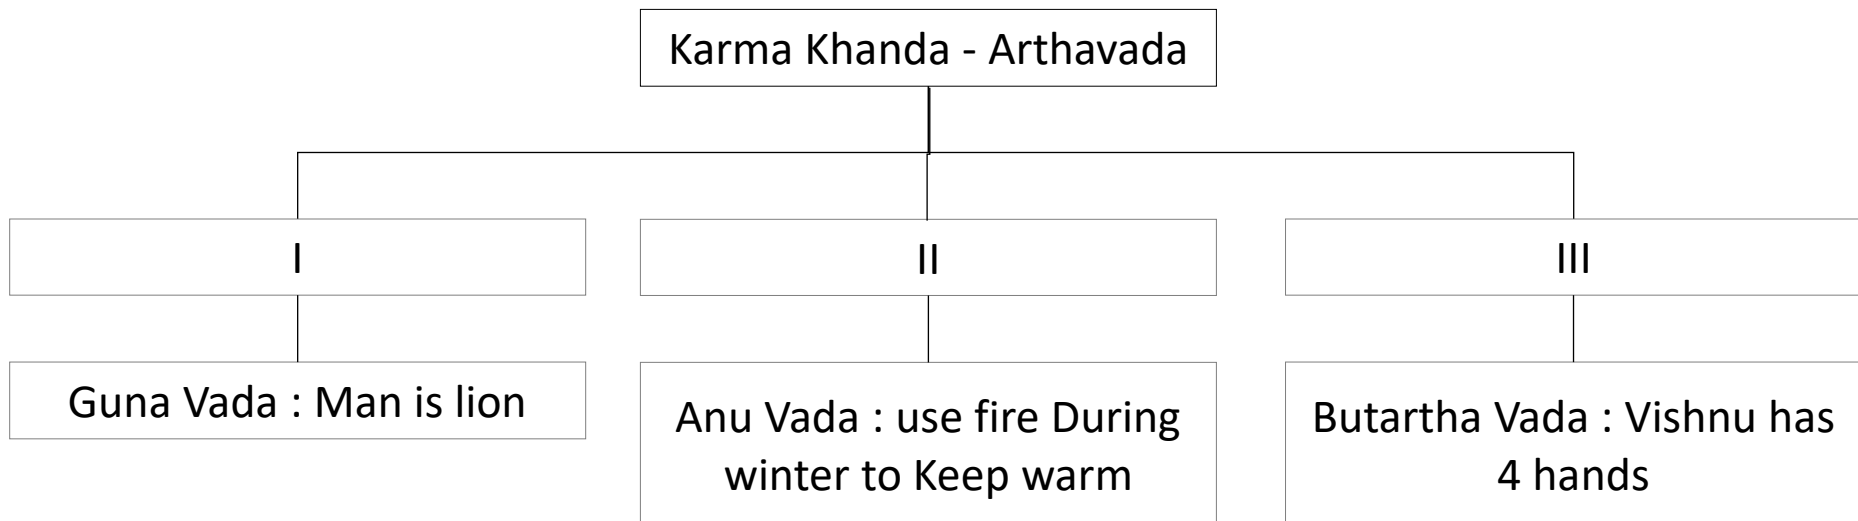 Karma Khanda - Arthavada
I
II
III
Guna Vada : Man is lion
Anu Vada : use fire During
winter to Keep warm
Butartha Vada : Vishnu has
4 hands